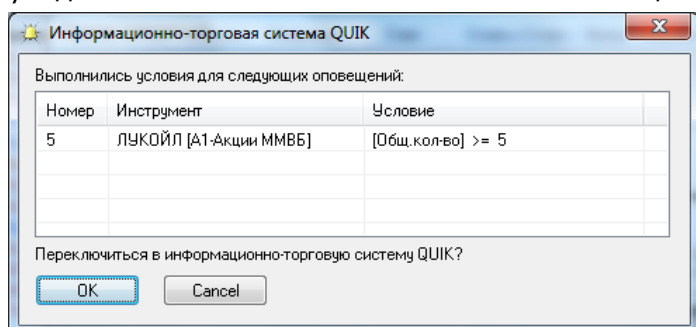 Информационно-торговая система QUIK
Выполнились условия для следующих оповещений:
Номер Инструмент Условие
5 ЛУКОЙЛ [А1-Акции ММВБ] [Общ.кол-во] >= 5
Переключиться в информационно-торговую систему QUIK?
OK Cancel